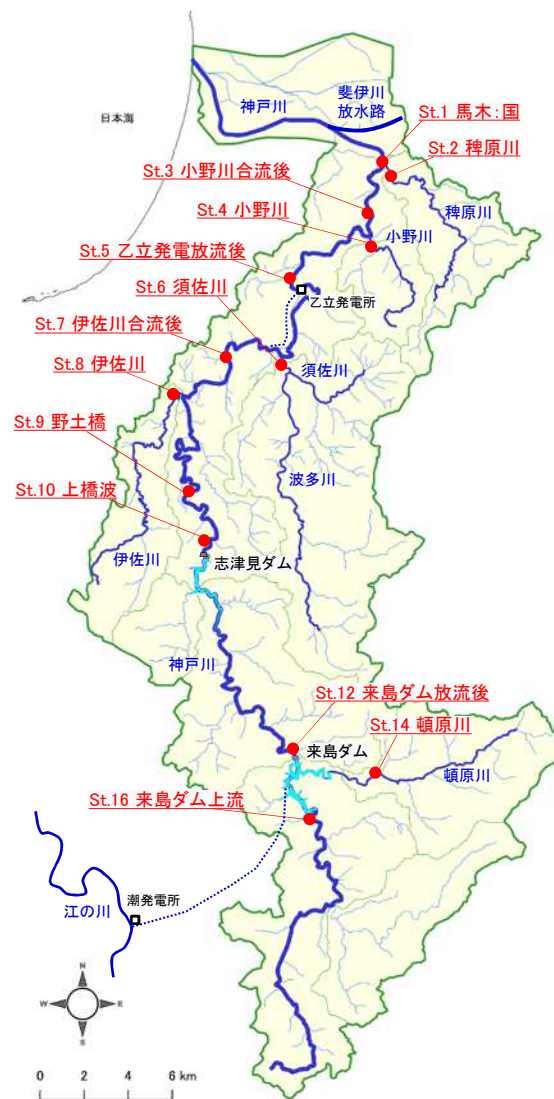 日本海
神戸川
斐伊川
放水路
St.1 馬木:国
St.2 稗原川
St.3 小野川合流後
稗原川
St.4 小野川
小野川
St.5 乙立発電放流後
乙立発電所
St.6 須佐川
St.7 伊佐川合流後
須佐川
St.8 伊佐川
St.9 野土橋
波多川
St.10 上橋波
志津見ダム
伊佐川
神戸川
St.12 来島ダム放流後
来島ダム
St.14 頓原川
頓原川
St.16 来島ダム上流
潮発電所
江の川
N
W
E
S
0 2 4 6 km